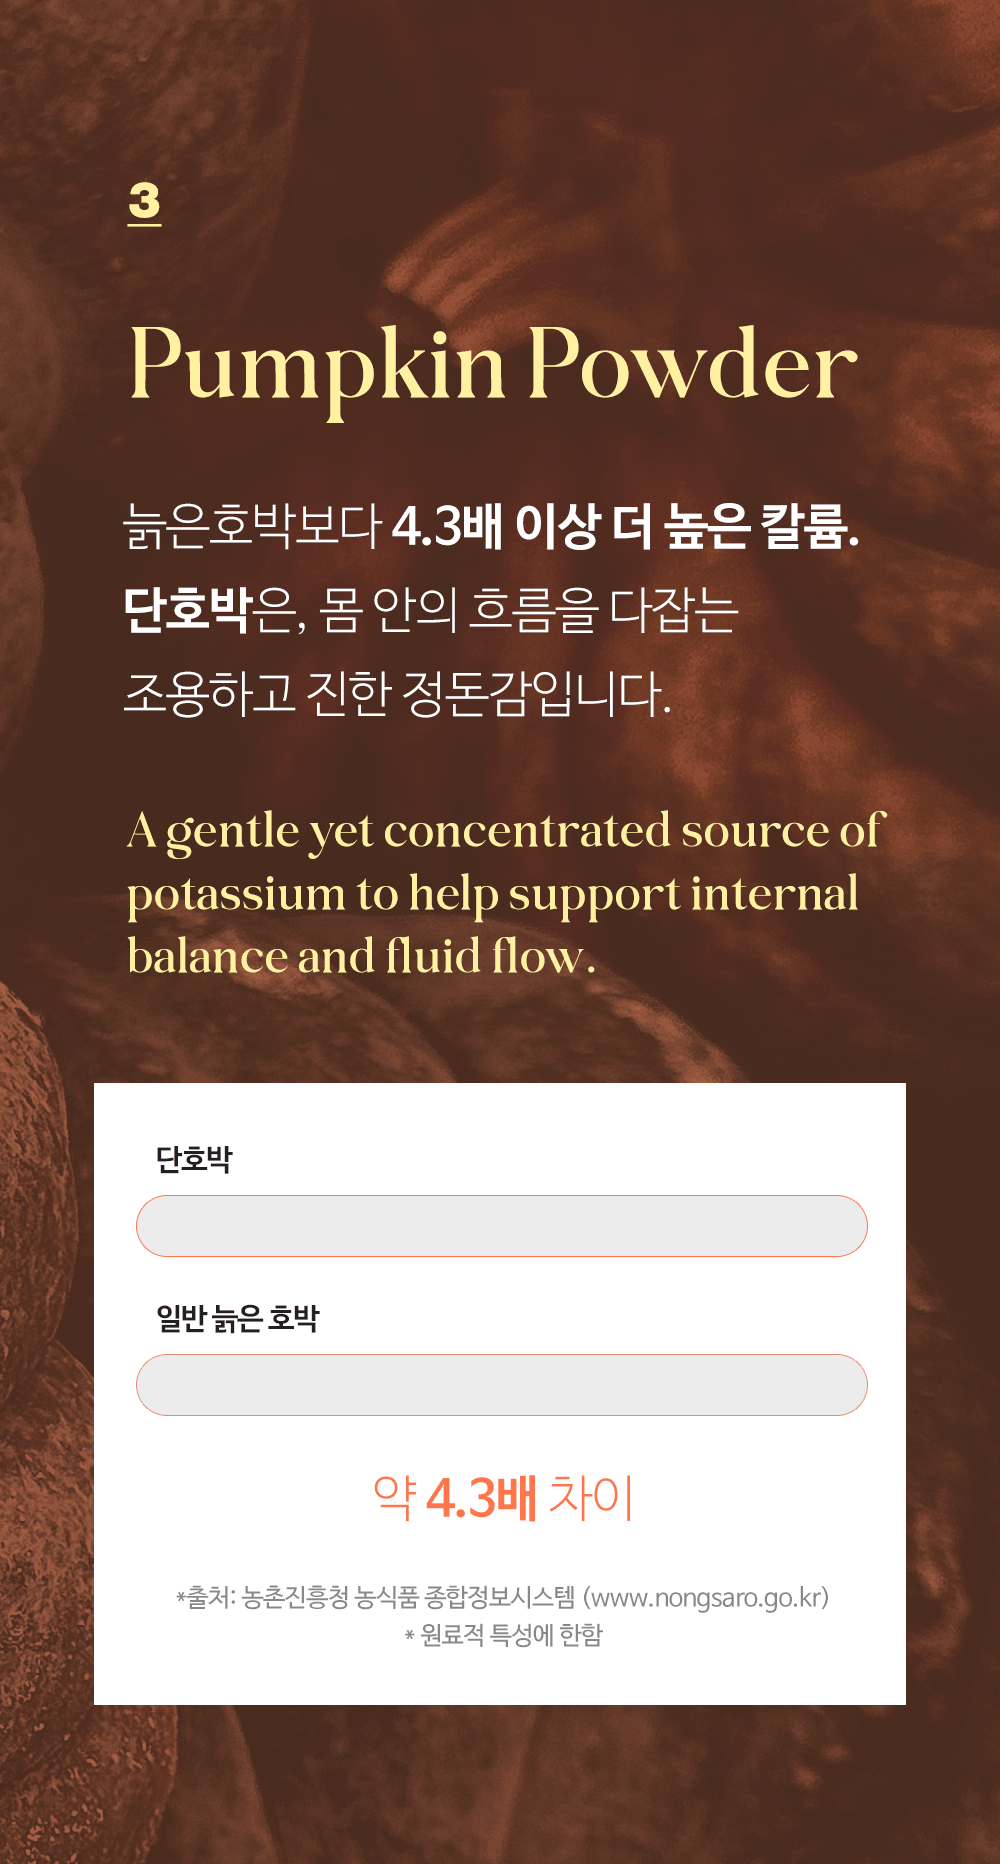 3
Pumpkin Powder
늙은호박보다 4.3배 이상 더 높은 칼륨.
단호박은, 몸 안의 흐름을 다잡는
조용하고 진한 정돈감입니다.
A gentle yet concentrated source of
potassium to help support internal
balance and fluid flow.
단호박
일반 늙은 호박
약 4.3배 차이
*출처: 농촌진흥청 농식품 종합정보시스템 (www.nongsaro.go.kr)
* 원료적 특성에 한함